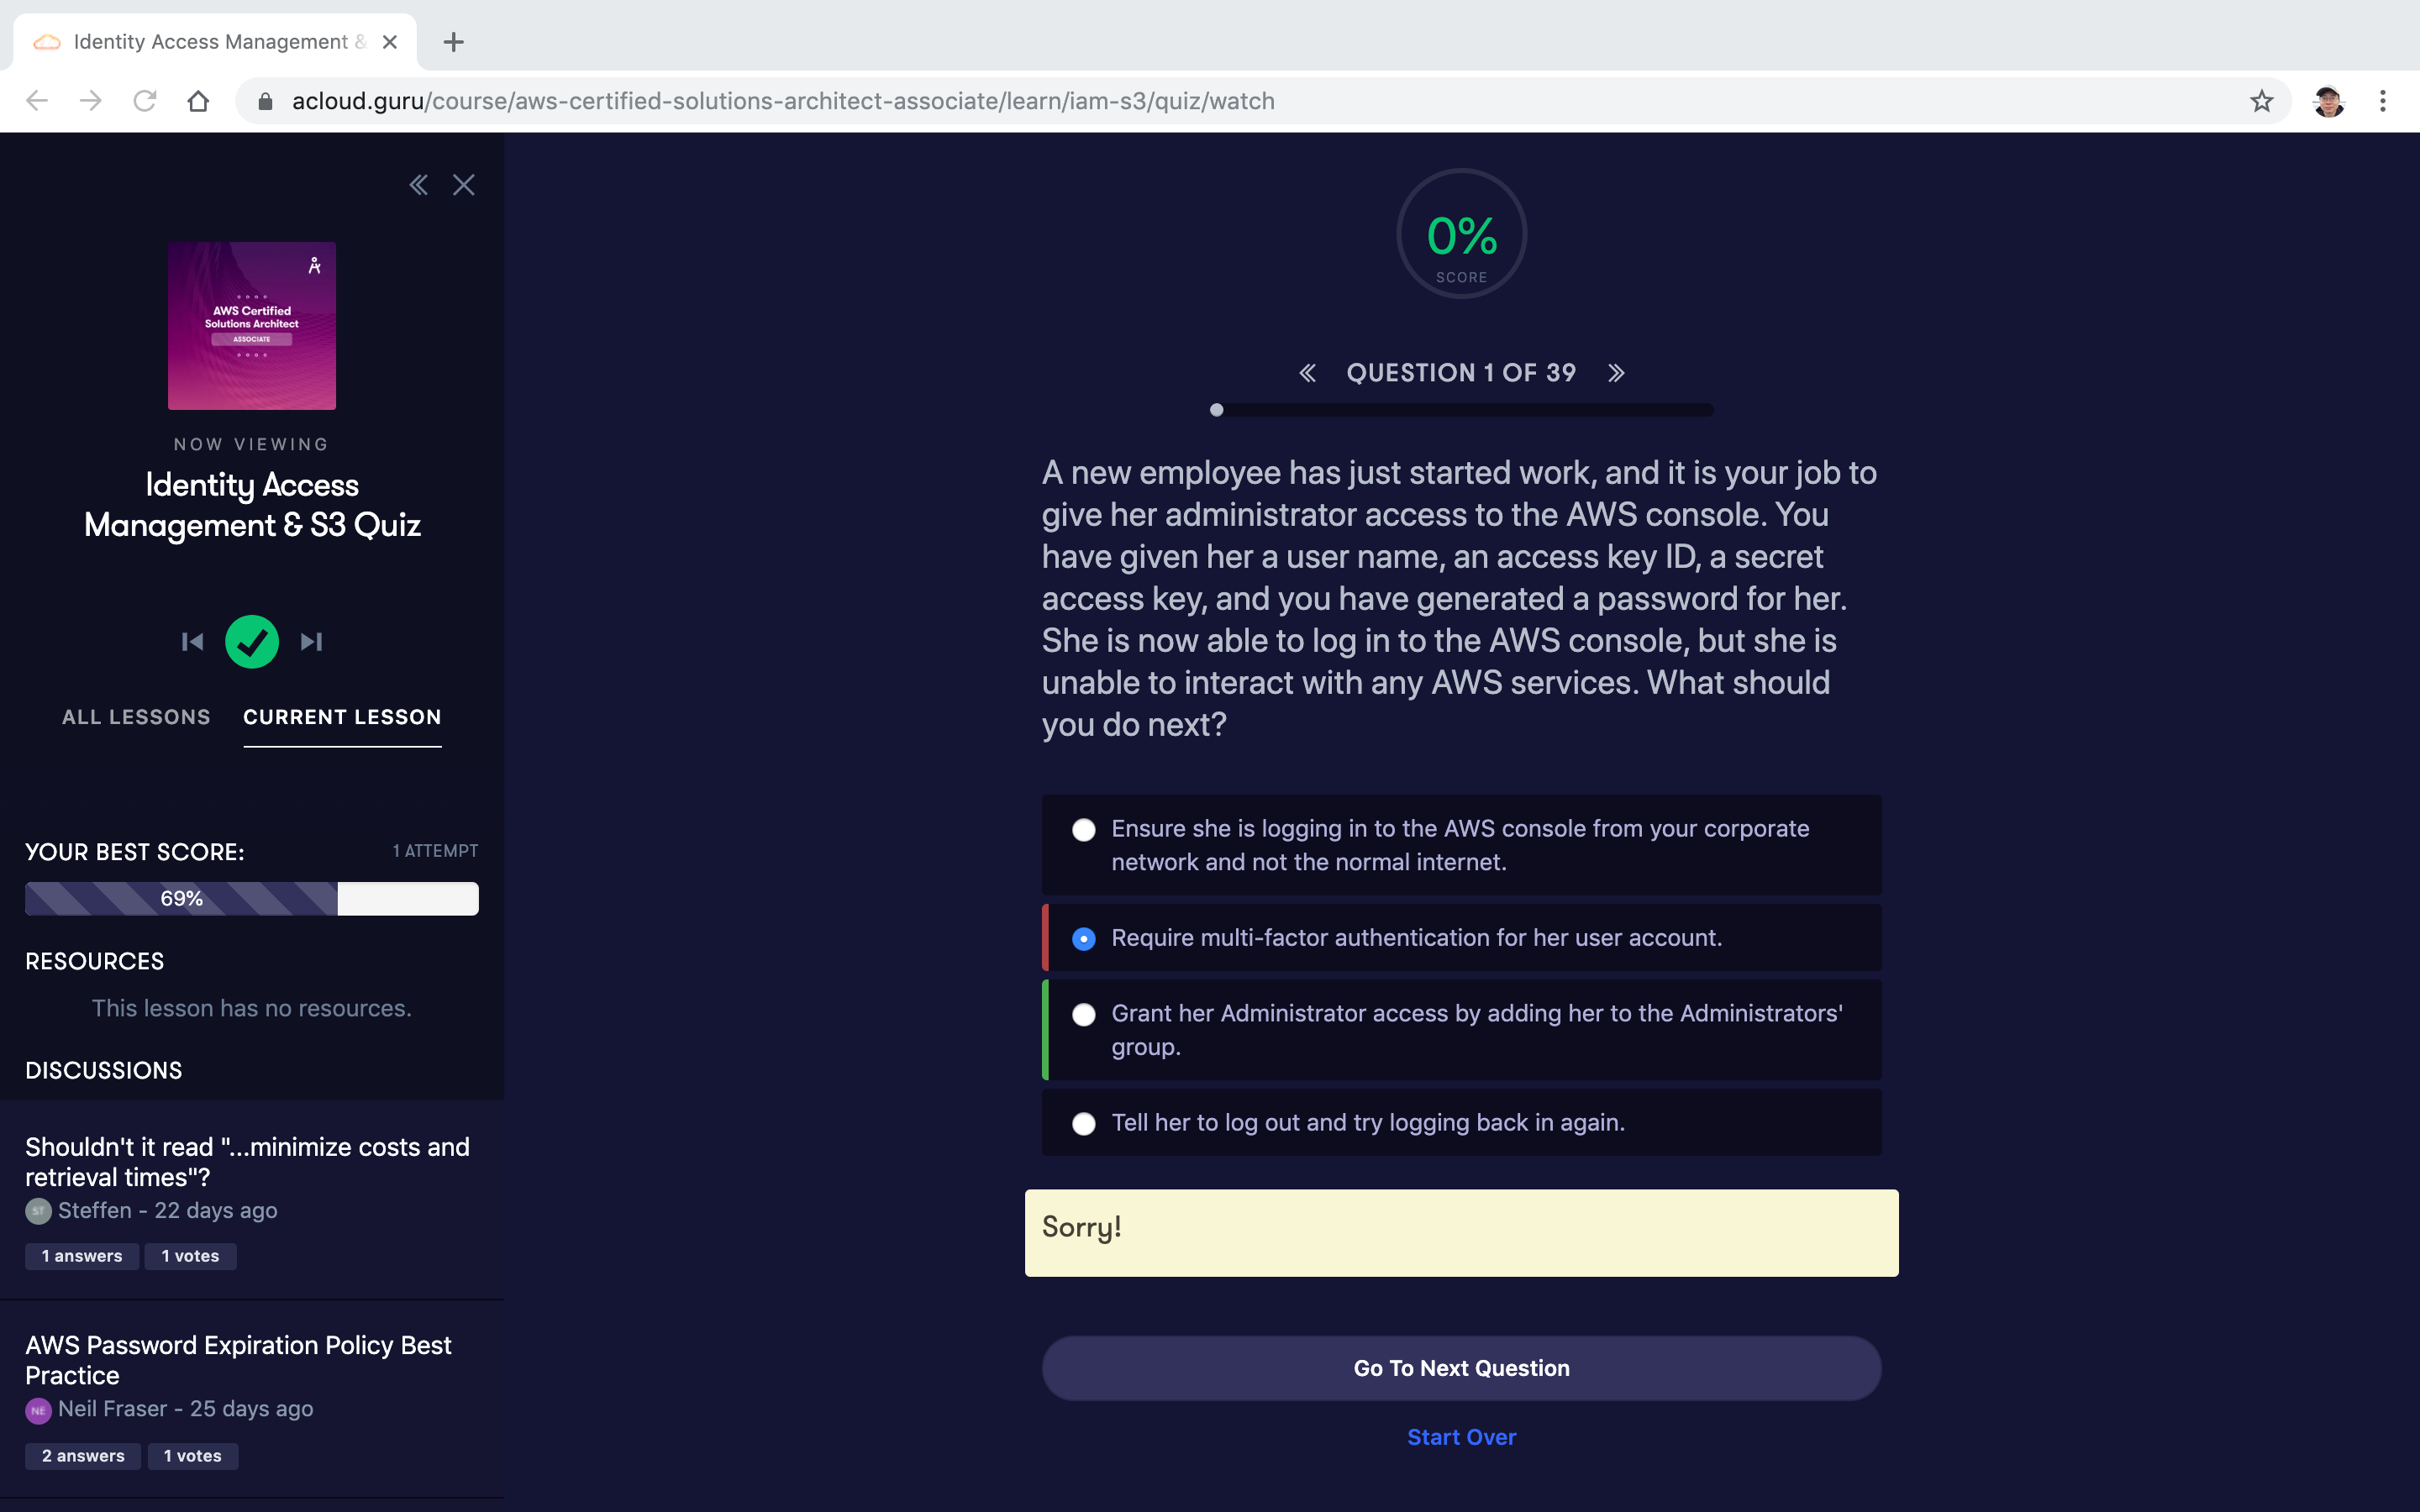 Identity Access Management &
acloud.guru/course/aws-certified-solutions-architect-associate/learn/iam-s3/quiz/watch
AWS Certified
Solutions Architect
ASSOCIATE
NOW VIEWING
Identity Access
Management & S3 Quiz
ALL LESSONS
CURRENT LESSON
YOUR BEST SCORE:
1 ATTEMPT
69%
RESOURCES
This lesson has no resources.
DISCUSSIONS
Shouldn't it read "...minimize costs and
retrieval times"?
ST Steffen - 22 days ago
1 answers
1 votes
AWS Password Expiration Policy Best
Practice
NE Neil Fraser - 25 days ago
2 answers
1 votes
0%
SCORE
QUESTION 1 OF 39
A new employee has just started work, and it is your job to
give her administrator access to the AWS console. You
have given her a user name, an access key ID, a secret
access key, and you have generated a password for her.
She is now able to log in to the AWS console, but she is
unable to interact with any AWS services. What should
you do next?
Ensure she is logging in to the AWS console from your corporate
network and not the normal internet.
Require multi-factor authentication for her user account.
Grant her Administrator access by adding her to the Administrators'
group.
Tell her to log out and try logging back in again.
Sorry!
Go To Next Question
Start Over